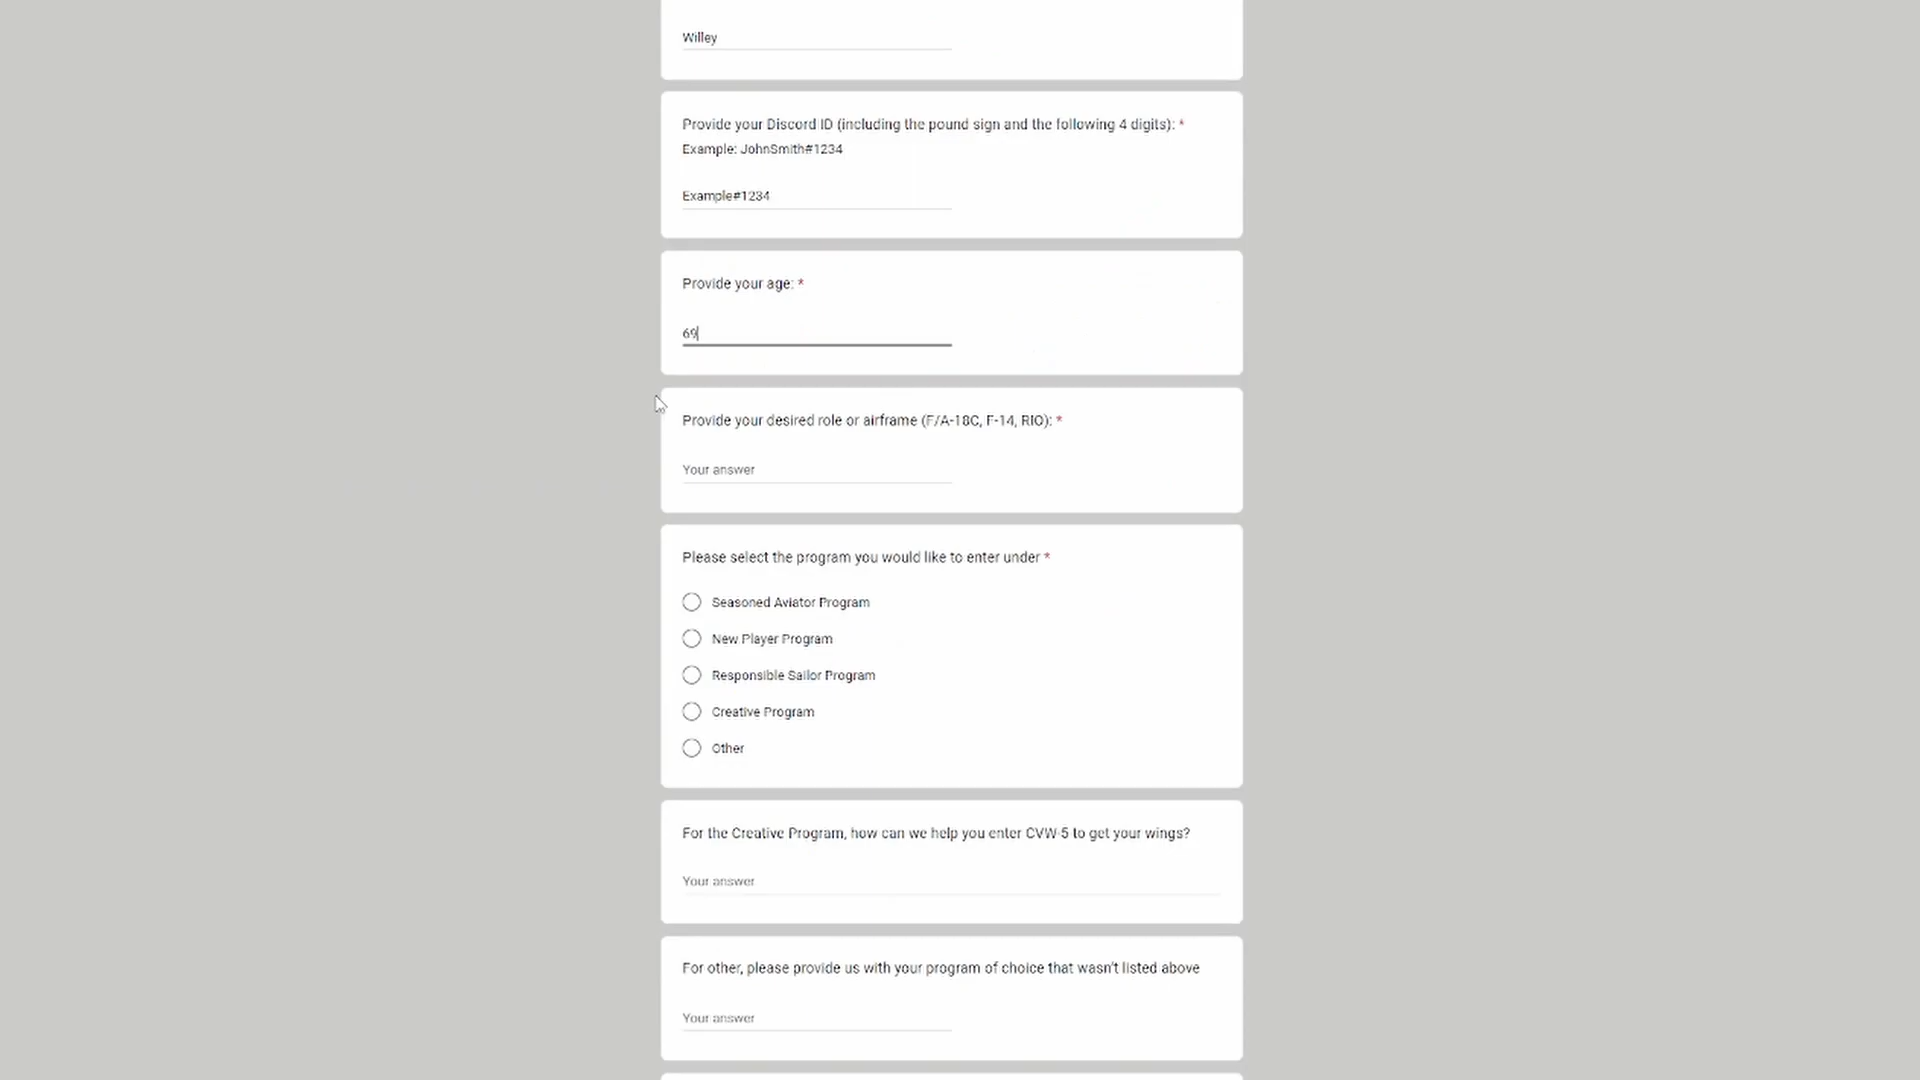 Willey
Provide your Discord ID (including the pound sign and the following 4 digits): *
Example: JohnSmith#1234
Example#1234
Provide your age: *
69
Provide your desired role or airframe (F/A-18C, F-14, RIO): *
Your answer
Please select the program you would like to enter under *
Seasoned Aviator Program
New Player Program
Responsible Sailor Program
Creative Program
Other
For the Creative Program, how can we help you enter CVW-5 to get your wings?
Your answer
For other, please provide us with your program of choice that wasn't listed above
Your answer